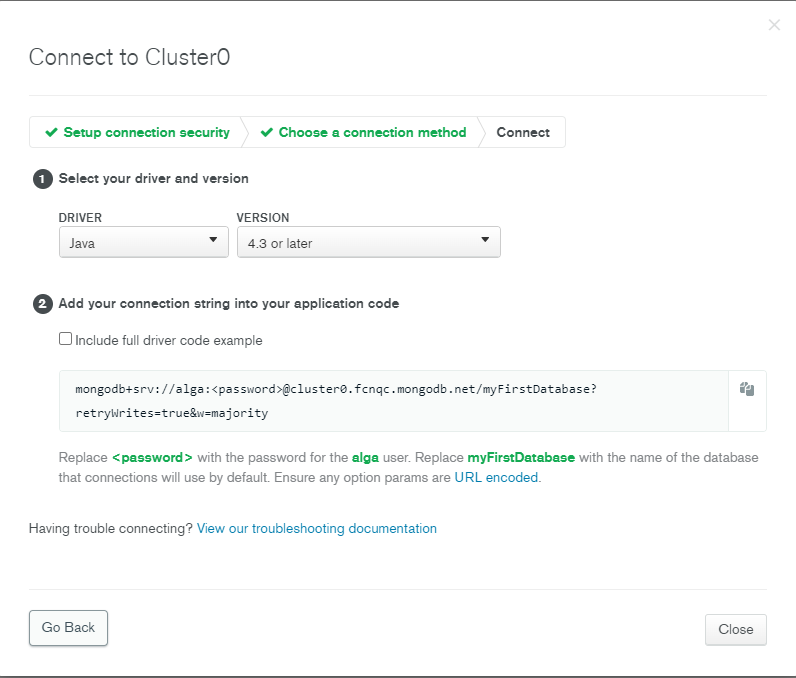 Connect to Cluster0
Setup connection security
Choose a connection method
Connect
1 Select your driver and version
DRIVER
VERSION
Java
4.3 or later
2 Add your connection string into your application code
Include full driver code example
mongodb+srv://alga:<password>@cluster0.fcnqc.mongodb.net/myFirstDatabase?
retryWrites=true&w=majority
Replace <password> with the password for the alga user. Replace myFirstDatabase with the name of the database
that connections will use by default. Ensure any option params are URL encoded.
Having trouble connecting? View our troubleshooting documentation
Go Back
Close